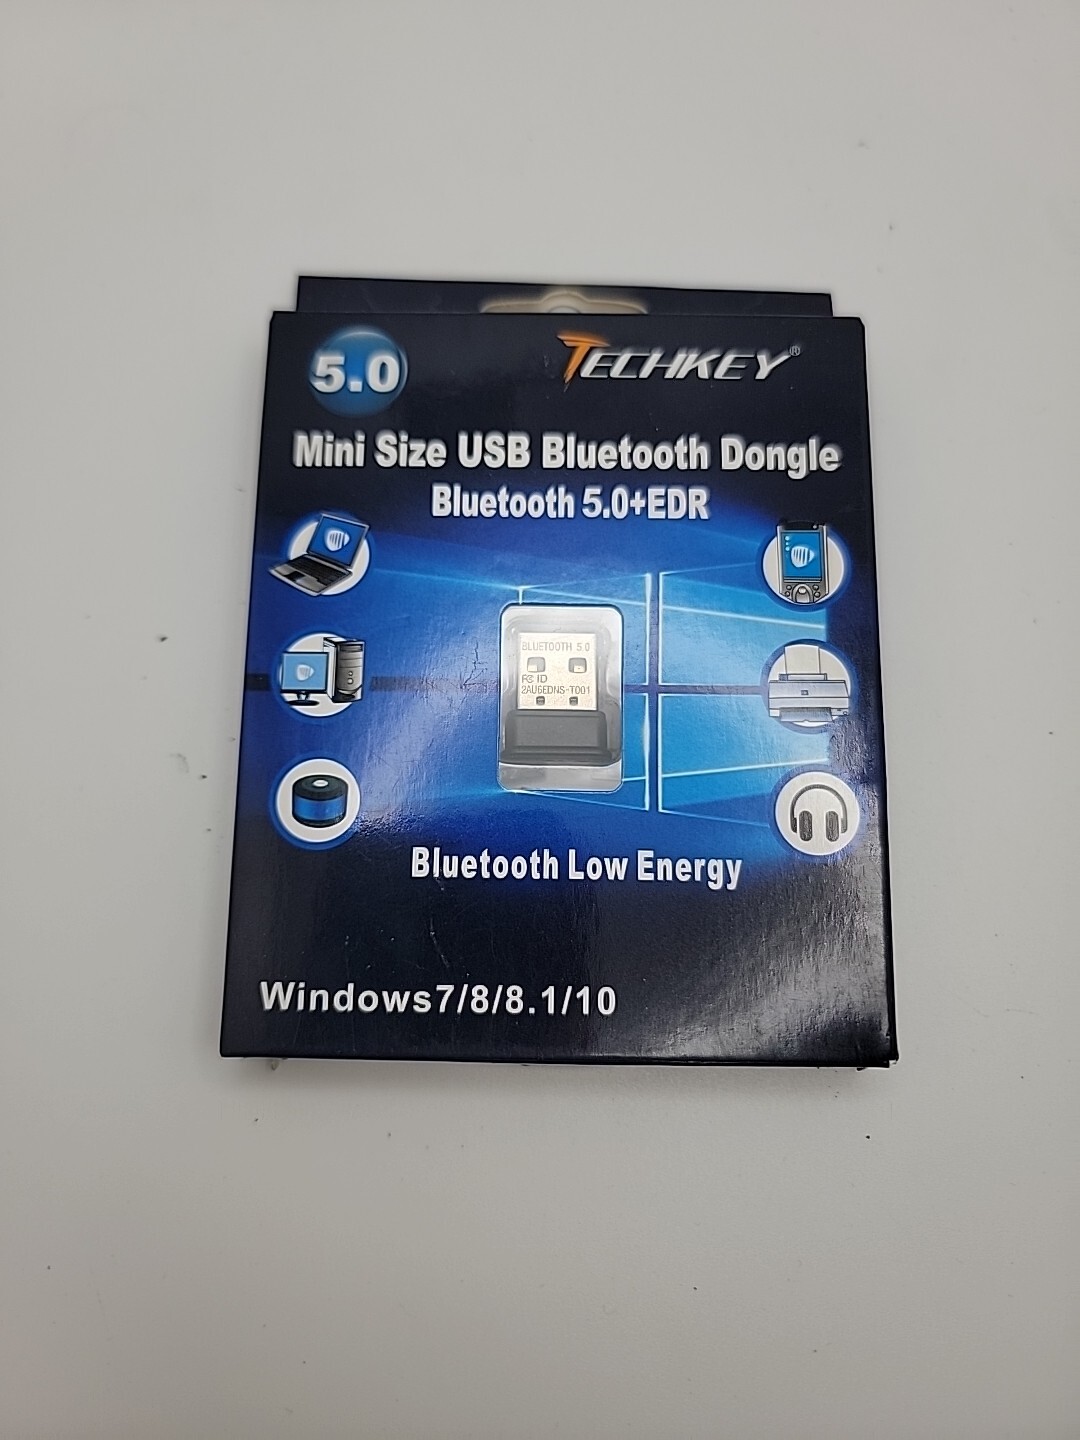 5.0
TECHKEY®
Mini Size USB Bluetooth Dongle
Bluetooth 5.0+EDR
BLUETOOTH 5.0
FC ID
2AUGEDNS-T001
Bluetooth Low Energy
Windows7/8/8.1/10